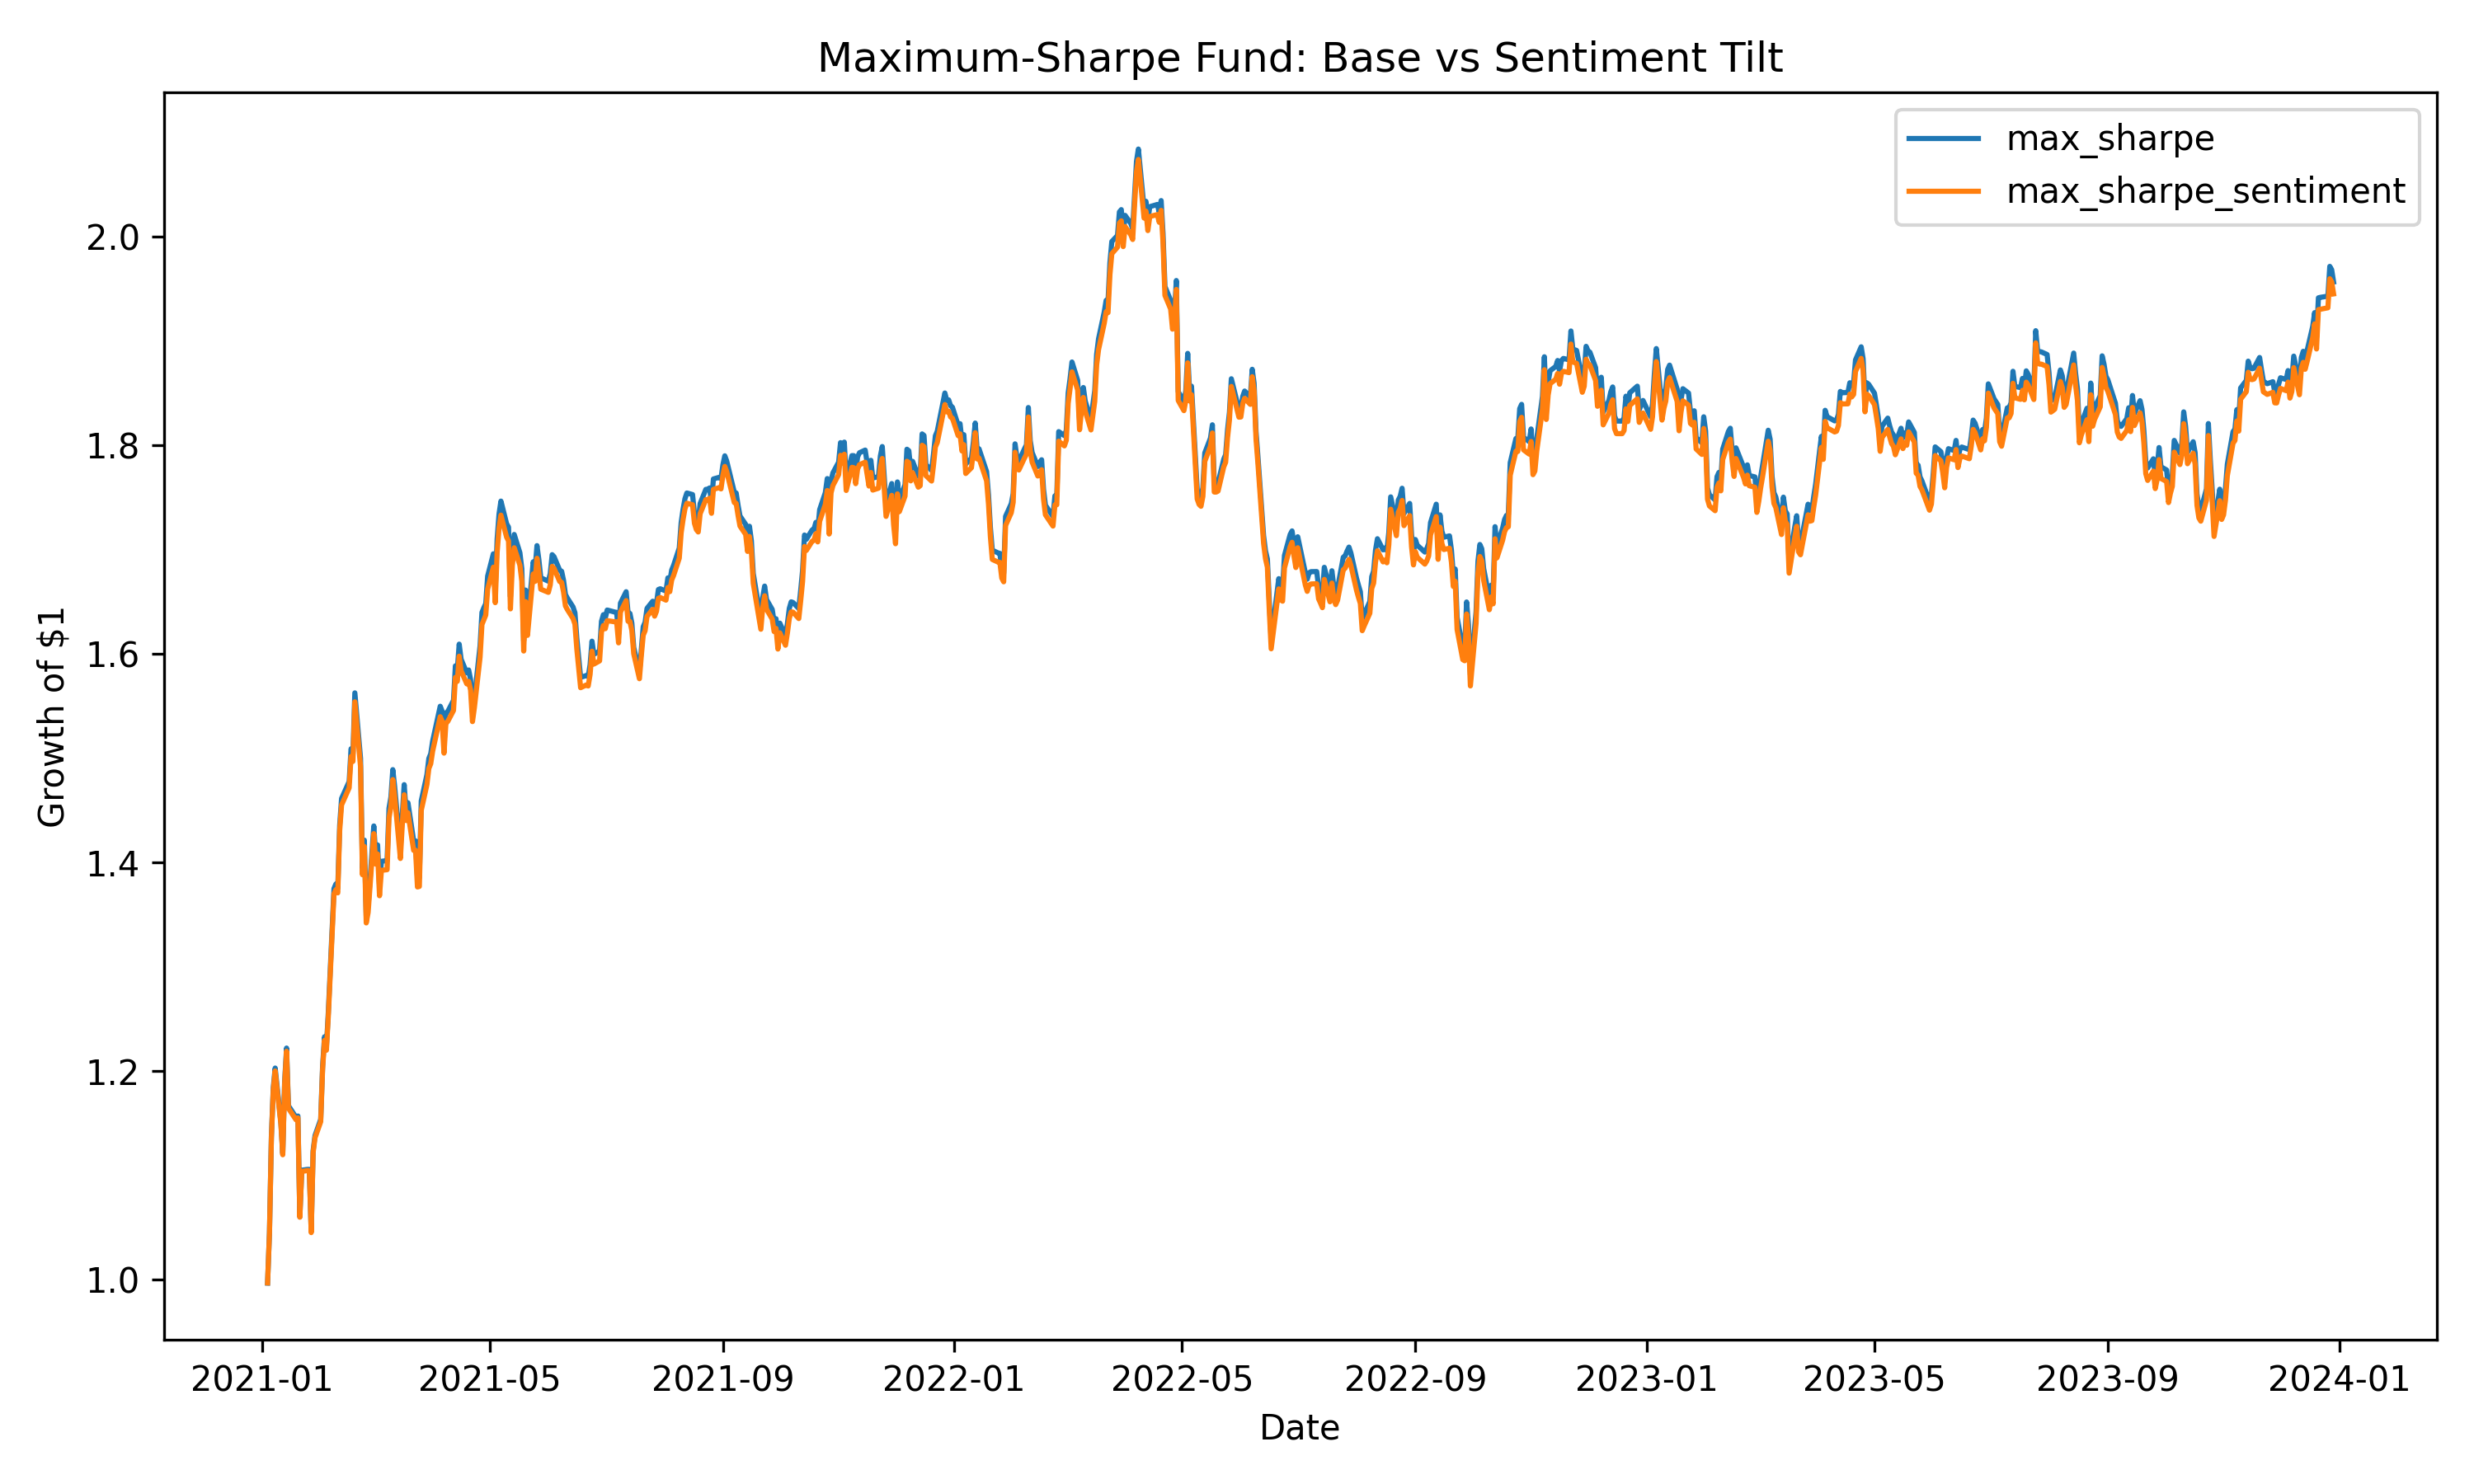 Maximum-Sharpe Fund: Base vs Sentiment Tilt
max_sharpe
max_sharpe_sentiment
Growth of $1
2.0
1.8
1.6
1.4
1.2
1.0
2021-01 2021-05 2021-09 2022-01 2022-05 2022-09 2023-01 2023-05 2023-09 2024-01
Date